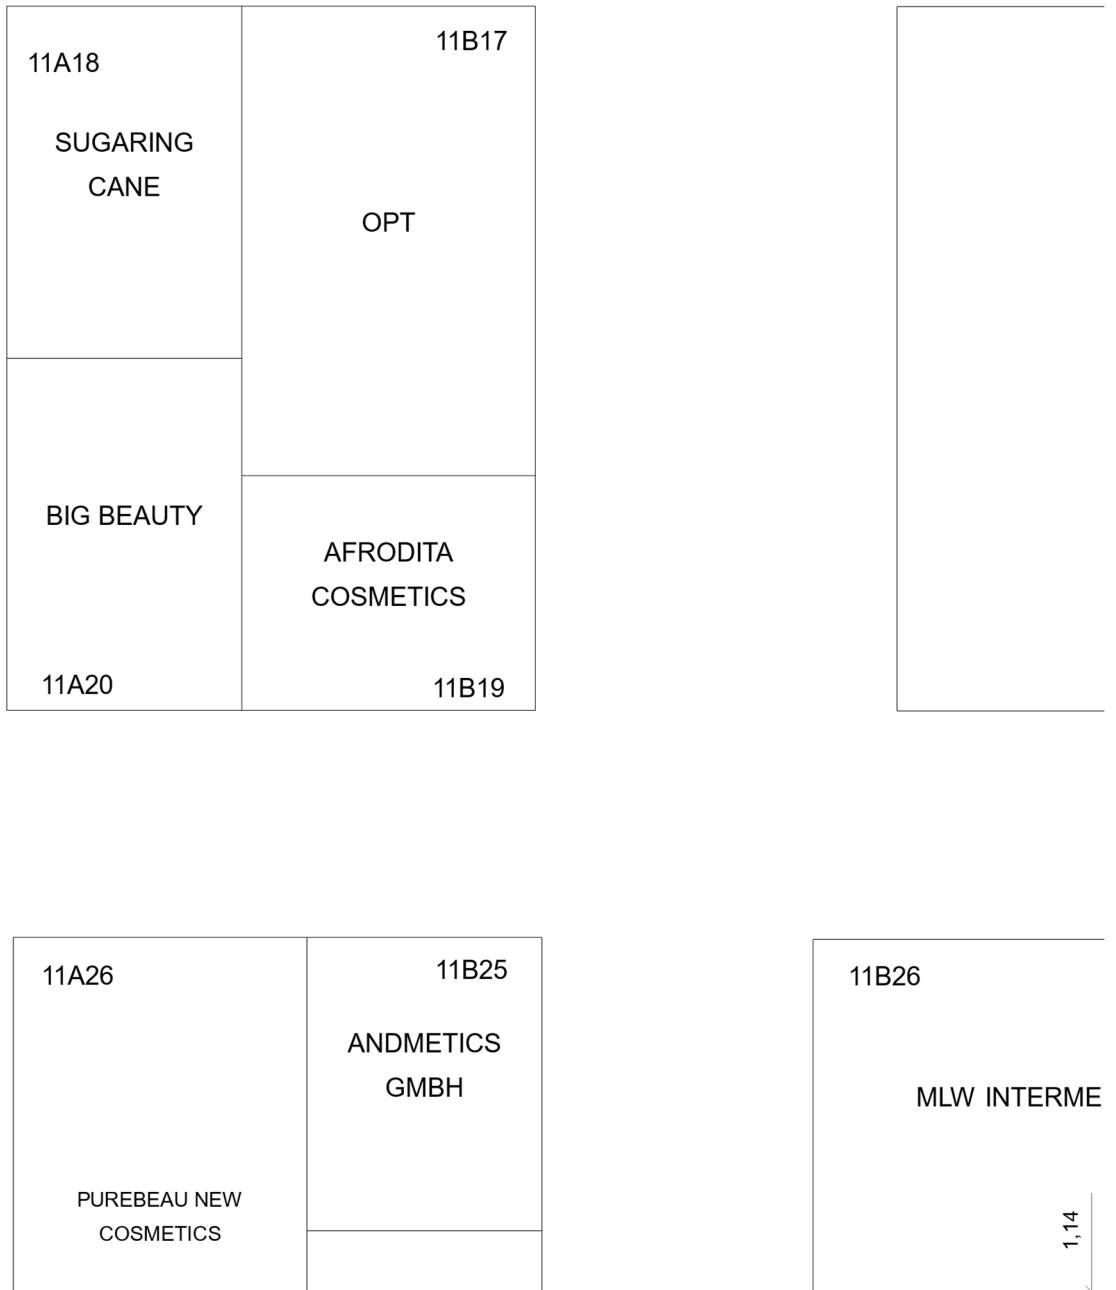 11A18
SUGARING
CANE
11B17
OPT
BIG BEAUTY
11A20
AFRODITA
COSMETICS
11B19
11A26
PUREBEAU NEW
COSMETICS
11B25
ANDMETICS
GMBH
11B26
MLW INTERME
1,14